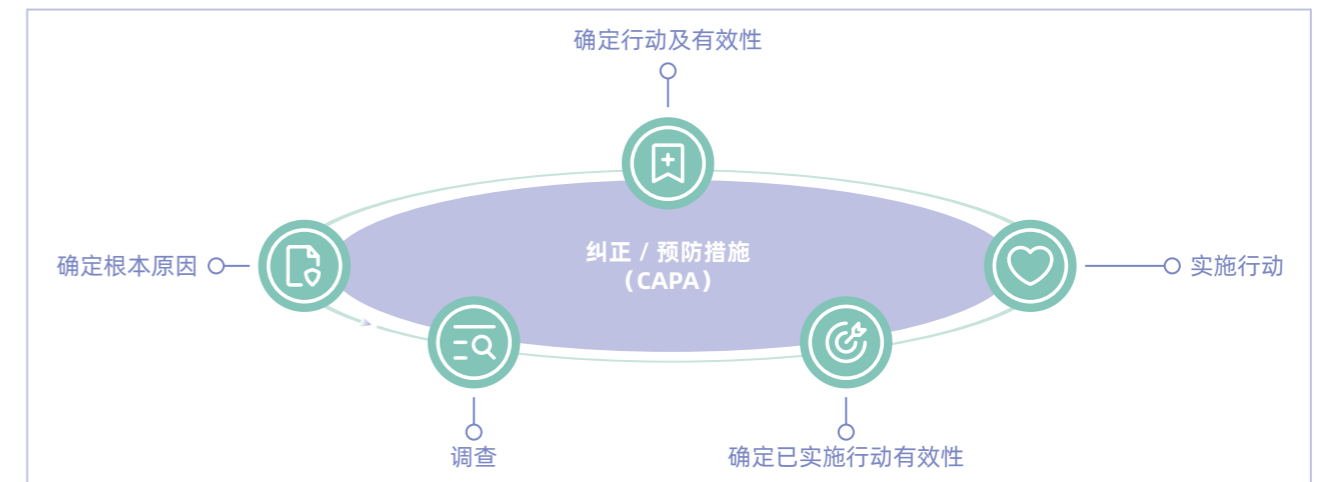 确定行动及有效性
纠正 / 预防措施
（CAPA）
确定根本原因
实施行动
调查
确定已实施行动有效性